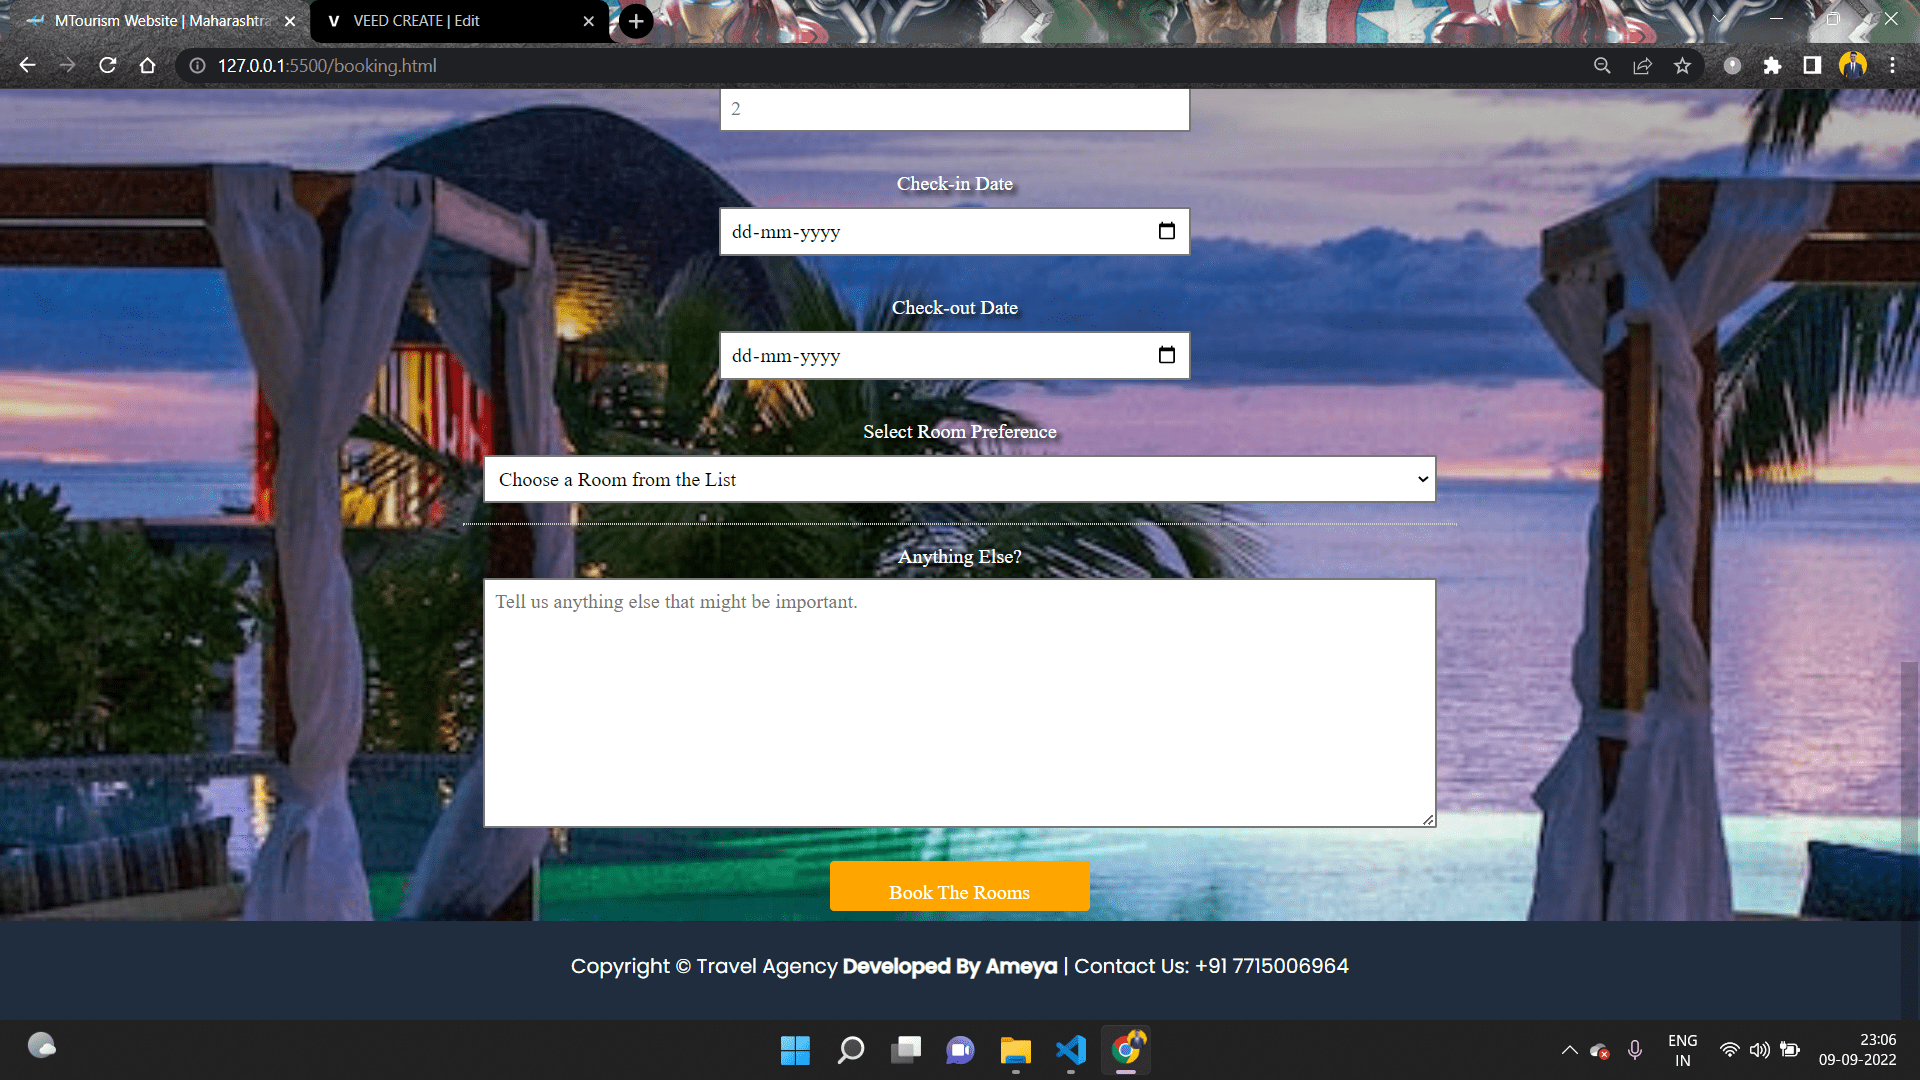 MTourism Website | Maharashtra
V VEED CREATE | Edit
127.0.0.1:5500/booking.html
2
Check-in Date
dd-mm-yyyy
Check-out Date
dd-mm-yyyy
Select Room Preference
Choose a Room from the List
Anything Else?
Tell us anything else that might be important.
Book The Rooms
Copyright © Travel Agency Developed By Ameya | Contact Us: +91 7715006964
ENG
IN
23:06
09-09-2022